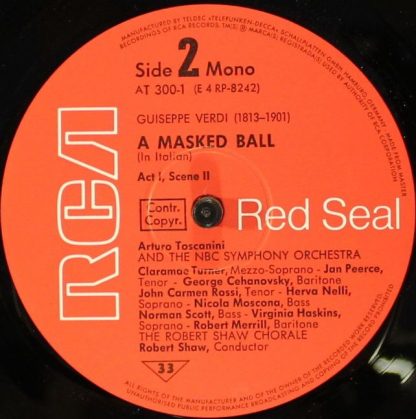 MANUFACTURED BY TELDEC »TELEFUNKEN-DECCA« SCHALLPLATTEN GMBH HAMBURG, GERMANY, FROM MASTER
RECORDINGS OF RCA RECORDS. TMK(S) ® MARCA(S) REGISTRADA(S) USED BY AUTHORITY OF RCA CORPORATION
MADE FROM MASTER
Side 2 Mono
AT 300-1 (E 4 RP-8242)
GUISEPPE VERDI (1813–1901)
A MASKED BALL
(In Italian)
Act I, Scene II
Contr.
Copyr.
RCA
Red Seal
Arturo Toscanini
AND THE NBC SYMPHONY ORCHESTRA
Claramae Turner, Mezzo-Soprano - Jan Peerce,
Tenor - George Cehanovsky, Baritone
John Carmen Rossi, Tenor - Herva Nelli,
Soprano - Nicola Moscona, Bass
Norman Scott, Bass - Virginia Haskins,
Soprano - Robert Merrill, Baritone
THE ROBERT SHAW CHORALE
Robert Shaw, Conductor
33
ALL RIGHTS OF THE MANUFACTURER AND OF THE OWNER OF THE RECORDED WORK RESERVED
UNAUTHORISED PUBLIC PERFORMANCE BROADCASTING AND COPYING OF THIS RECORD PROHIBITED